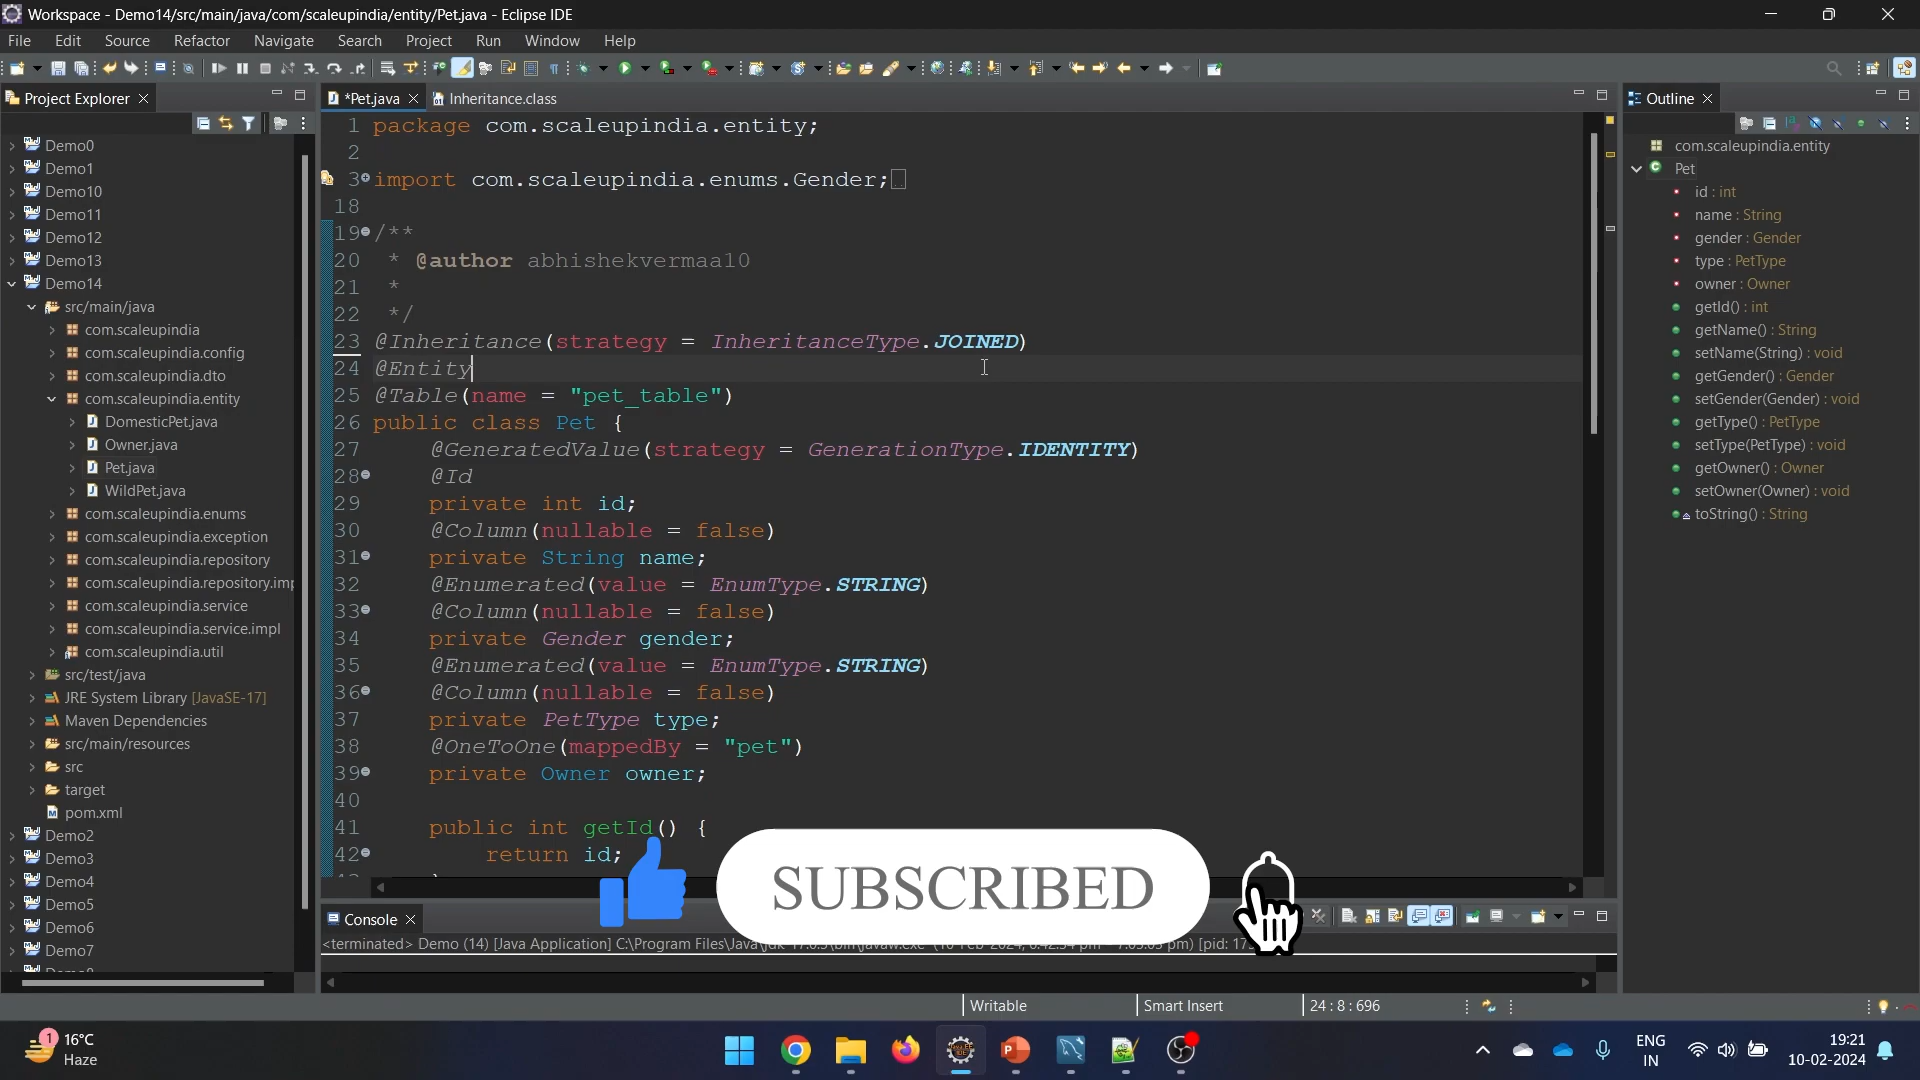 Workspace - Demo14/src/main/java/com/scaleupindia/entity/Pet.java - Eclipse IDE
File Edit Source Refactor Navigate Search Project Run Window Help
Project Explorer
Demo0
Demo1
Demo10
Demo11
Demo12
Demo13
Demo14
src/main/java
com.scaleupindia
com.scaleupindia.config
com.scaleupindia.dto
com.scaleupindia.entity
DomesticPet.java
Owner.java
Pet.java
WildPet.java
com.scaleupindia.enums
com.scaleupindia.exception
com.scaleupindia.repository
com.scaleupindia.repository.imp
com.scaleupindia.service
com.scaleupindia.service.impl
com.scaleupindia.util
src/test/java
JRE System Library [JavaSE-17]
Maven Dependencies
src/main/resources
src
target
pom.xml
Demo2
Demo3
Demo4
Demo5
Demo6
Demo7
*Pet.java Inheritance.class
1 package com.scaleupindia.entity;
2
3 import com.scaleupindia.enums.Gender;
18
19 /**
20 * @author abhishekvermaa10
21 *
22 */
23 @Inheritance(strategy = InheritanceType.JOINED)
24 @Entity
25 @Table(name = "pet_table")
26 public class Pet {
27 @GeneratedValue(strategy = GenerationType.IDENTITY)
28 @Id
29 private int id;
30 @Column(nullable = false)
31 private String name;
32 @Enumerated(value = EnumType.STRING)
33 @Column(nullable = false)
34 private Gender gender;
35 @Enumerated(value = EnumType.STRING)
36 @Column(nullable = false)
37 private PetType type;
38 @OneToOne(mappedBy = "pet")
39 private Owner owner;
40
41 public int getId() {
42 return id;
SUBSCRIBED
Console
<terminated> Demo (14) [Java Application] C:\Program Files\Java\jdk-17.0.5\bin\javaw.exe
Outline
com.scaleupindia.entity
Pet
id : int
name : String
gender : Gender
type : PetType
owner : Owner
getId() : int
getName() : String
setName(String) : void
getGender() : Gender
setGender(Gender) : void
getType() : PetType
setType(PetType) : void
getOwner() : Owner
setOwner(Owner) : void
toString() : String
Writable Smart Insert 24 : 8 : 696
1
16°C
Haze
ENG
IN
19:21
10-02-2024